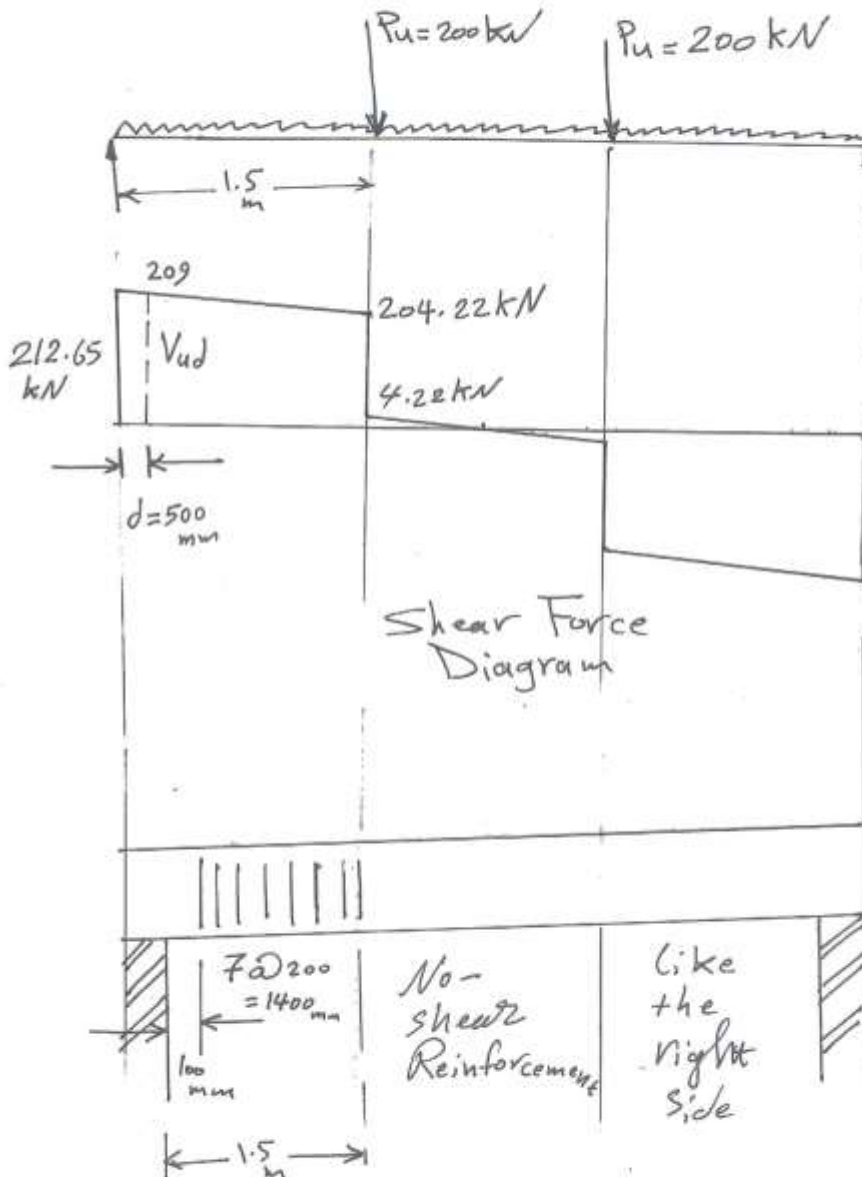 Pu = 200 kN
Pu = 200 kN
1.5
m
209
204.22 kN
212.65
kN
Vud
4.22 kN
d = 500
mm
Shear Force
Diagram
7@200
= 1400 mm
100
mm
No-
shear
Reinforcement
Like
the
right
side
1.5
m